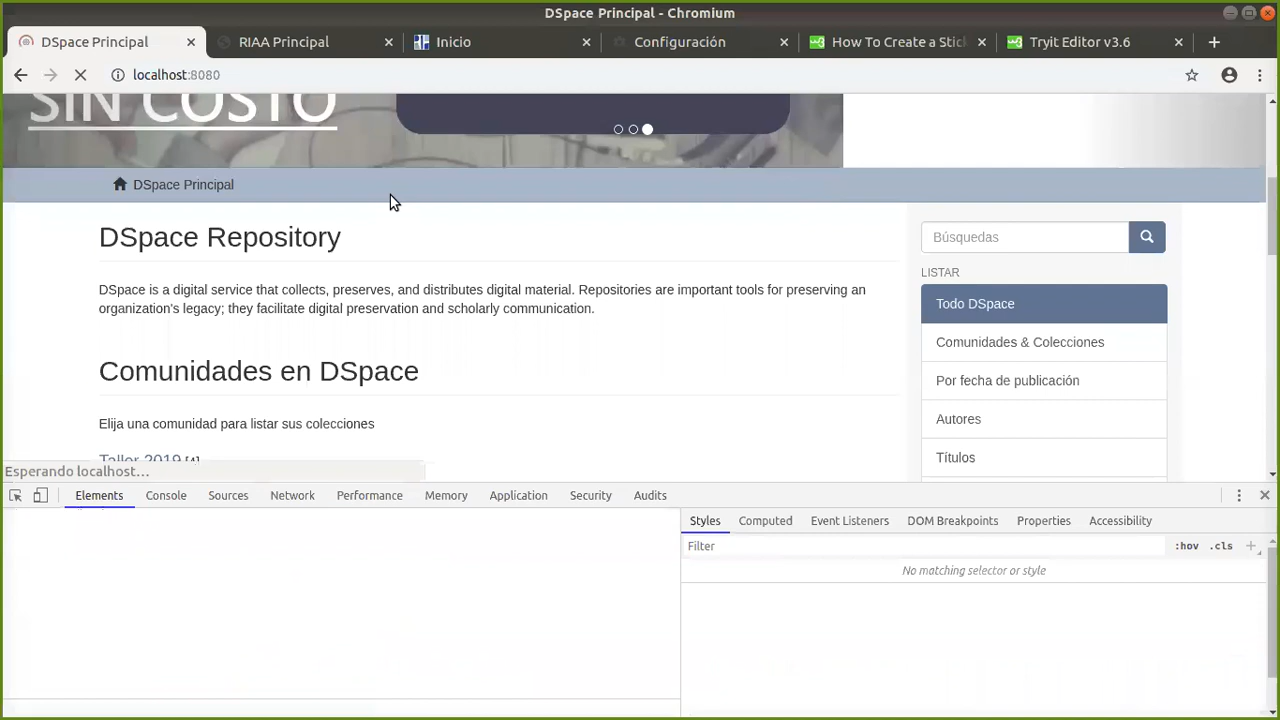 DSpace Principal - Chromium
DSpace Principal
RIAA Principal
Inicio
Configuración
How To Create a Stick
Tryit Editor v3.6
localhost:8080
SIN COSTO
DSpace Principal
DSpace Repository
DSpace is a digital service that collects, preserves, and distributes digital material. Repositories are important tools for preserving an
organization's legacy; they facilitate digital preservation and scholarly communication.
Comunidades en DSpace
Elija una comunidad para listar sus colecciones
Taller 2019 [4]
Búsquedas
LISTAR
Todo DSpace
Comunidades & Colecciones
Por fecha de publicación
Autores
Títulos
Esperando localhost...
Elements Console Sources Network Performance Memory Application Security Audits
Styles Computed Event Listeners DOM Breakpoints Properties Accessibility
Filter
:hov .cls +
No matching selector or style